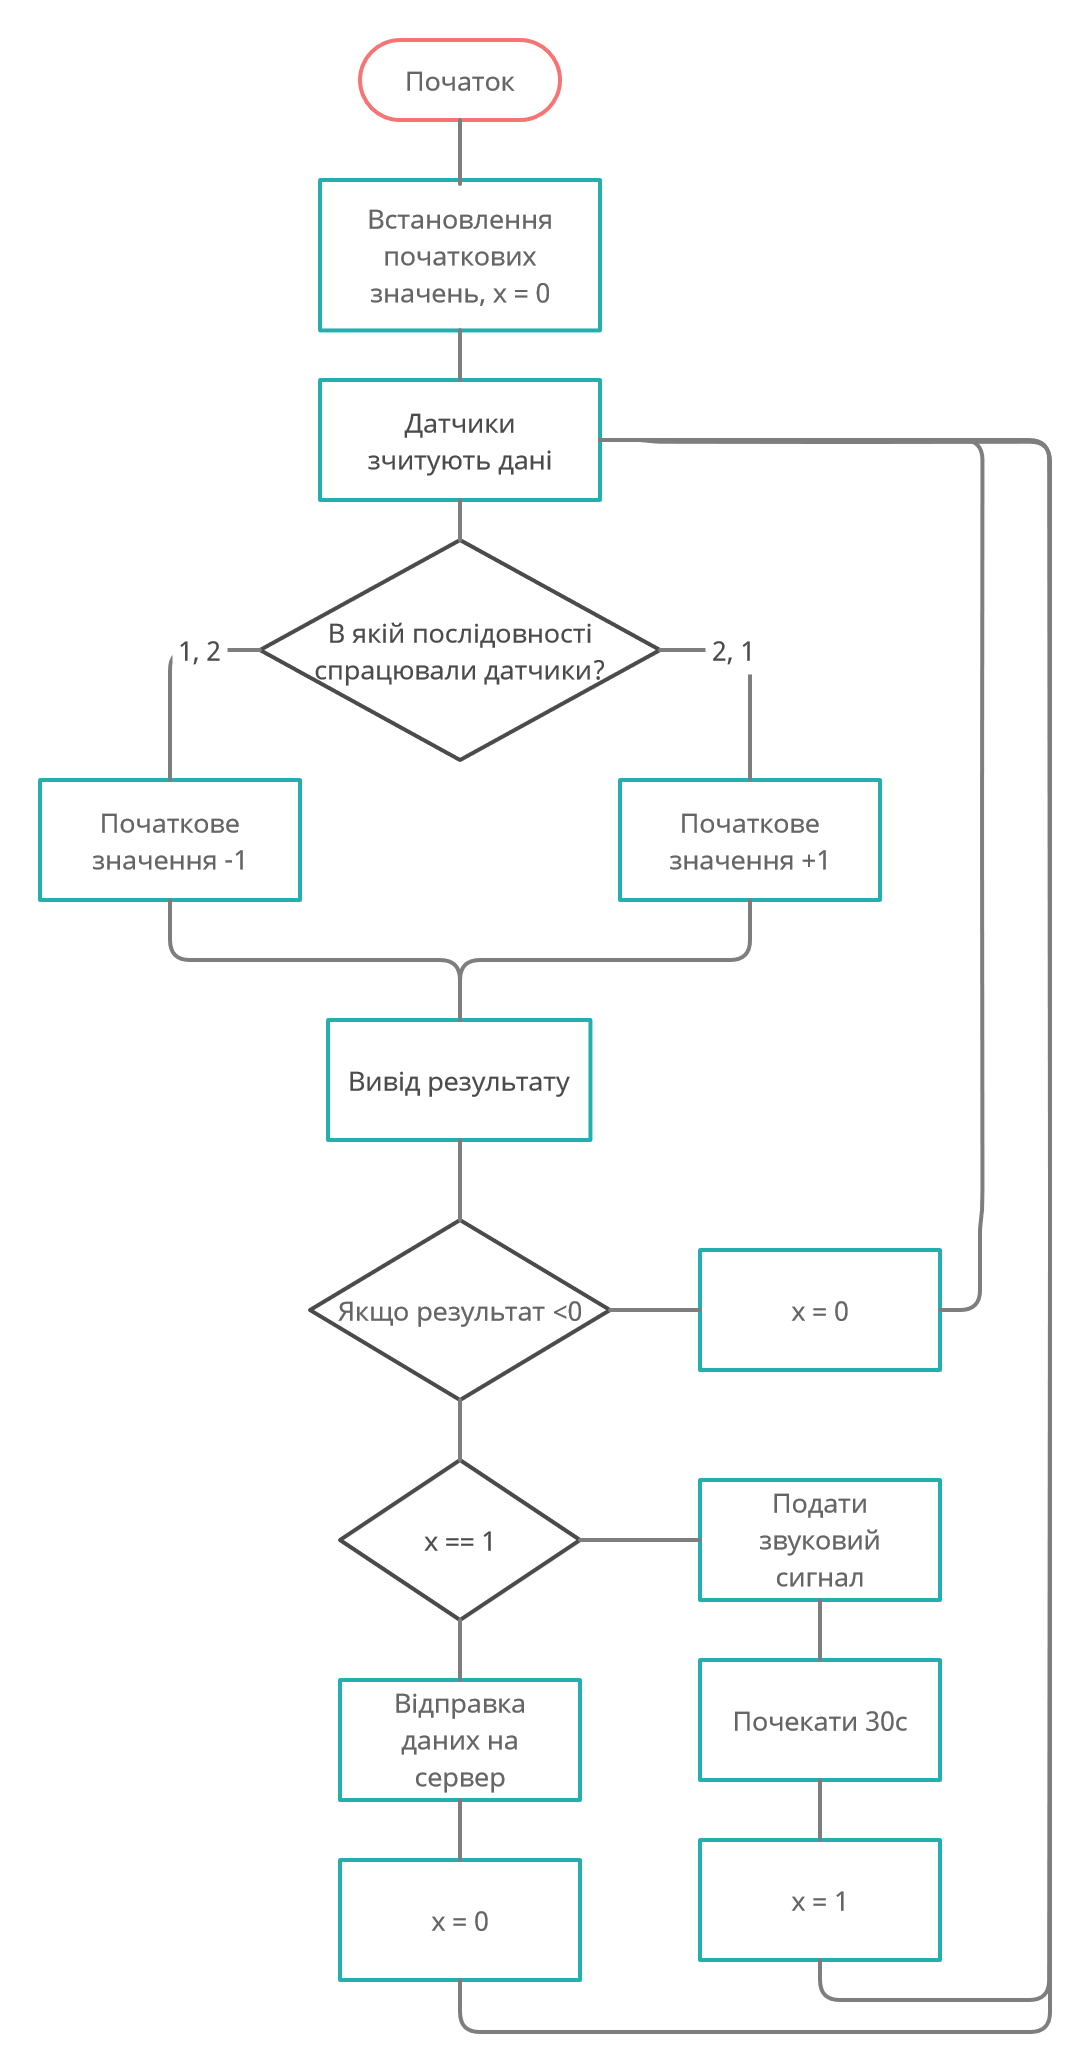 Початок
Встановлення
початкових
значень, x = 0
Датчики
зчитують дані
В якій послідовності
спрацювали датчики?
1, 2
2, 1
Початкове
значення -1
Початкове
значення +1
Вивід результату
Якщо результат <0
x = 0
x == 1
Подати
звуковий
сигнал
Відправка
даних на
сервер
Почекати 30с
x = 0
x = 1